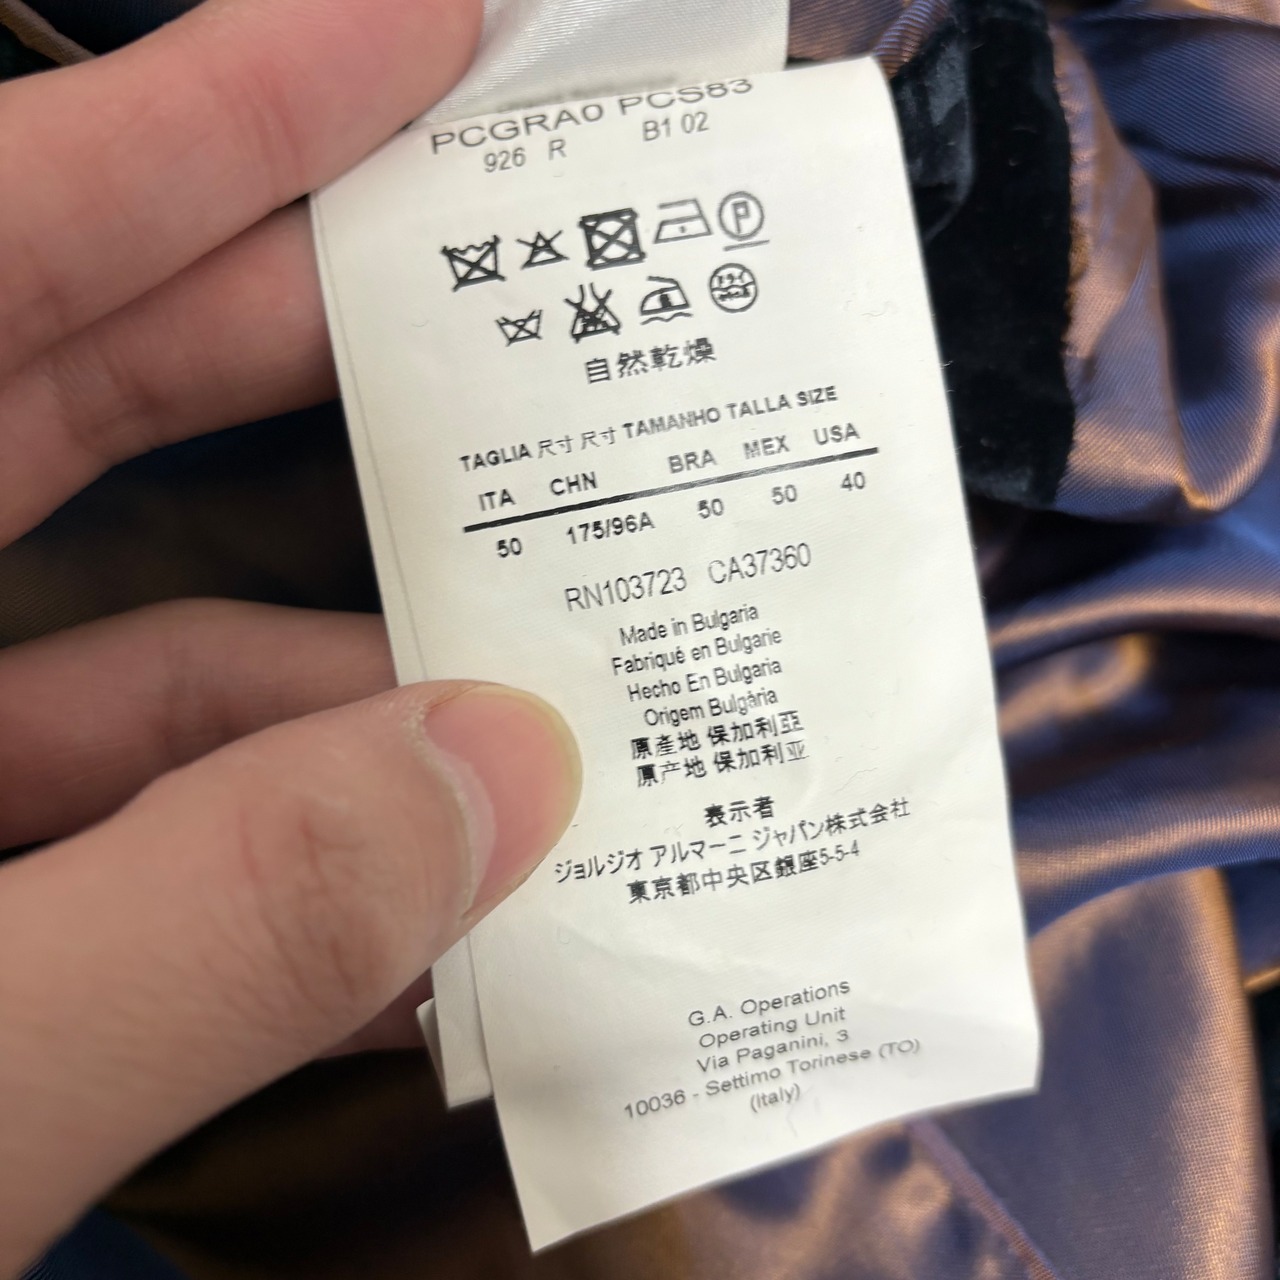 PCGRA0 PCS83
926 R B1 02
P
ドライ
自然乾燥
TAGLIA 尺寸 尺寸 TAMANHO TALLA SIZE
ITA CHN BRA MEX USA
50 175/96A 50 50 40
RN103723 CA37360
Made in Bulgaria
Fabriqué en Bulgarie
Hecho En Bulgaria
Origem Bulgària
原產地 保加利亞
原产地 保加利亚
表示者
ジョルジオ アルマーニ ジャパン株式会社
東京都中央区銀座5-5-4
G.A. Operations
Operating Unit
Via Paganini, 3
10036 - Settimo Torinese (TO)
(Italy)